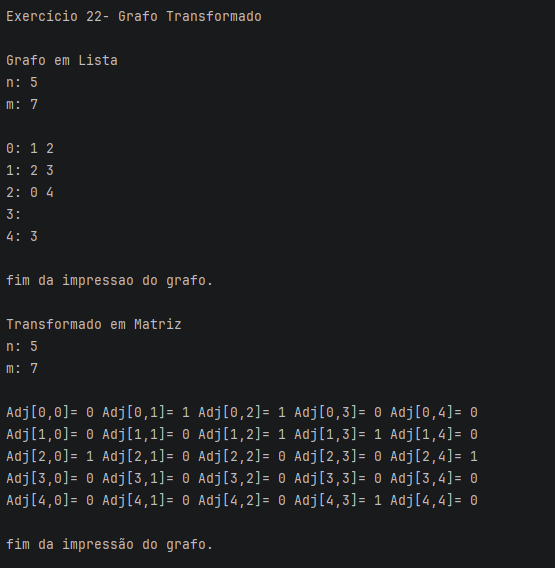 Exercício 22- Grafo Transformado
Grafo em Lista
n: 5
m: 7
0: 1 2
1: 2 3
2: 0 4
3:
4: 3
fim da impressao do grafo.
Transformado em Matriz
n: 5
m: 7
Adj[0,0]= 0 Adj[0,1]= 1 Adj[0,2]= 1 Adj[0,3]= 0 Adj[0,4]= 0
Adj[1,0]= 0 Adj[1,1]= 0 Adj[1,2]= 1 Adj[1,3]= 1 Adj[1,4]= 0
Adj[2,0]= 1 Adj[2,1]= 0 Adj[2,2]= 0 Adj[2,3]= 0 Adj[2,4]= 1
Adj[3,0]= 0 Adj[3,1]= 0 Adj[3,2]= 0 Adj[3,3]= 0 Adj[3,4]= 0
Adj[4,0]= 0 Adj[4,1]= 0 Adj[4,2]= 0 Adj[4,3]= 1 Adj[4,4]= 0
fim da impressão do grafo.